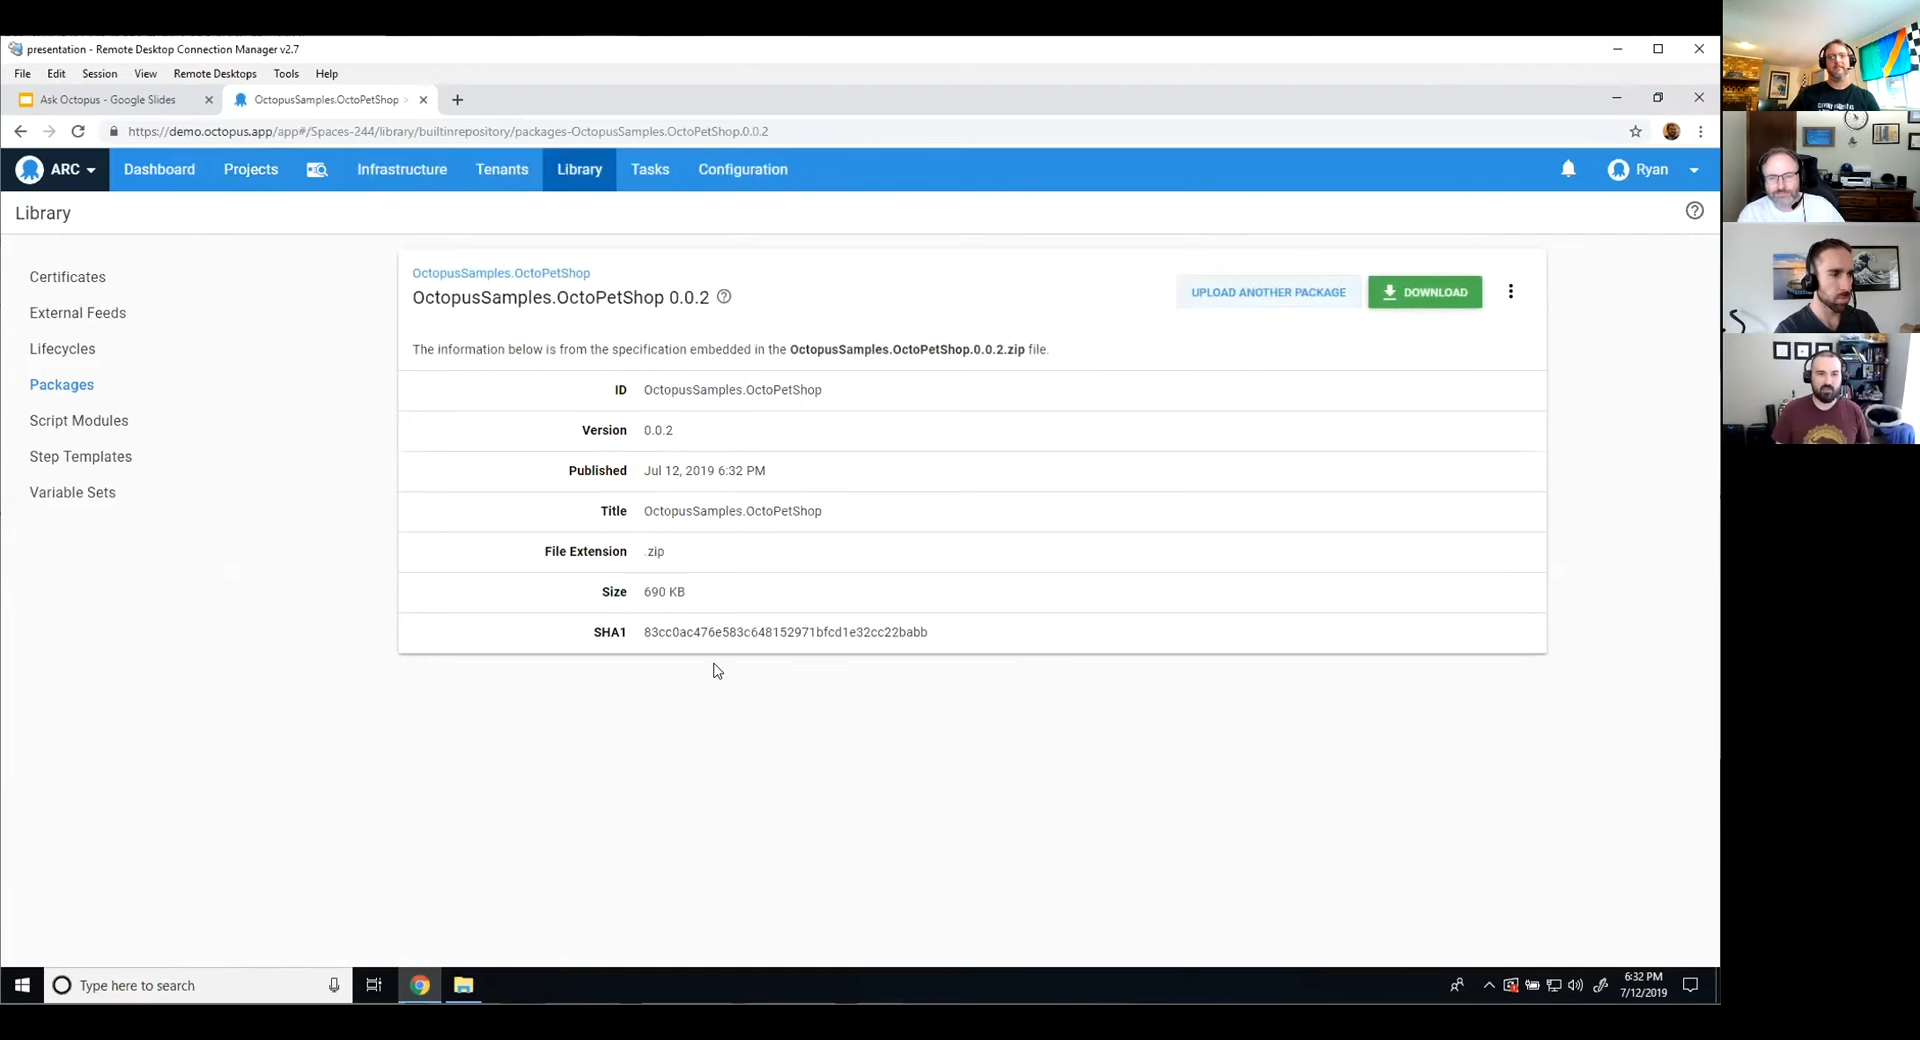 presentation - Remote Desktop Connection Manager v2.7
File Edit Session View Remote Desktops Tools Help
Ask Octopus - Google Slides
OctopusSamples.OctoPetShop >
https://demo.octopus.app/app#/Spaces-244/library/builtinrepository/packages-OctopusSamples.OctoPetShop.0.0.2
ARC Dashboard Projects Infrastructure Tenants Library Tasks Configuration Ryan
Library
Certificates
External Feeds
Lifecycles
Packages
Script Modules
Step Templates
Variable Sets
OctopusSamples.OctoPetShop
OctopusSamples.OctoPetShop 0.0.2
UPLOAD ANOTHER PACKAGE
DOWNLOAD
The information below is from the specification embedded in the OctopusSamples.OctoPetShop.0.0.2.zip file.
ID OctopusSamples.OctoPetShop
Version 0.0.2
Published Jul 12, 2019 6:32 PM
Title OctopusSamples.OctoPetShop
File Extension .zip
Size 690 KB
SHA1 83cc0ac476e583c648152971bfcd1e32cc22babb
Type here to search
6:32 PM
7/12/2019